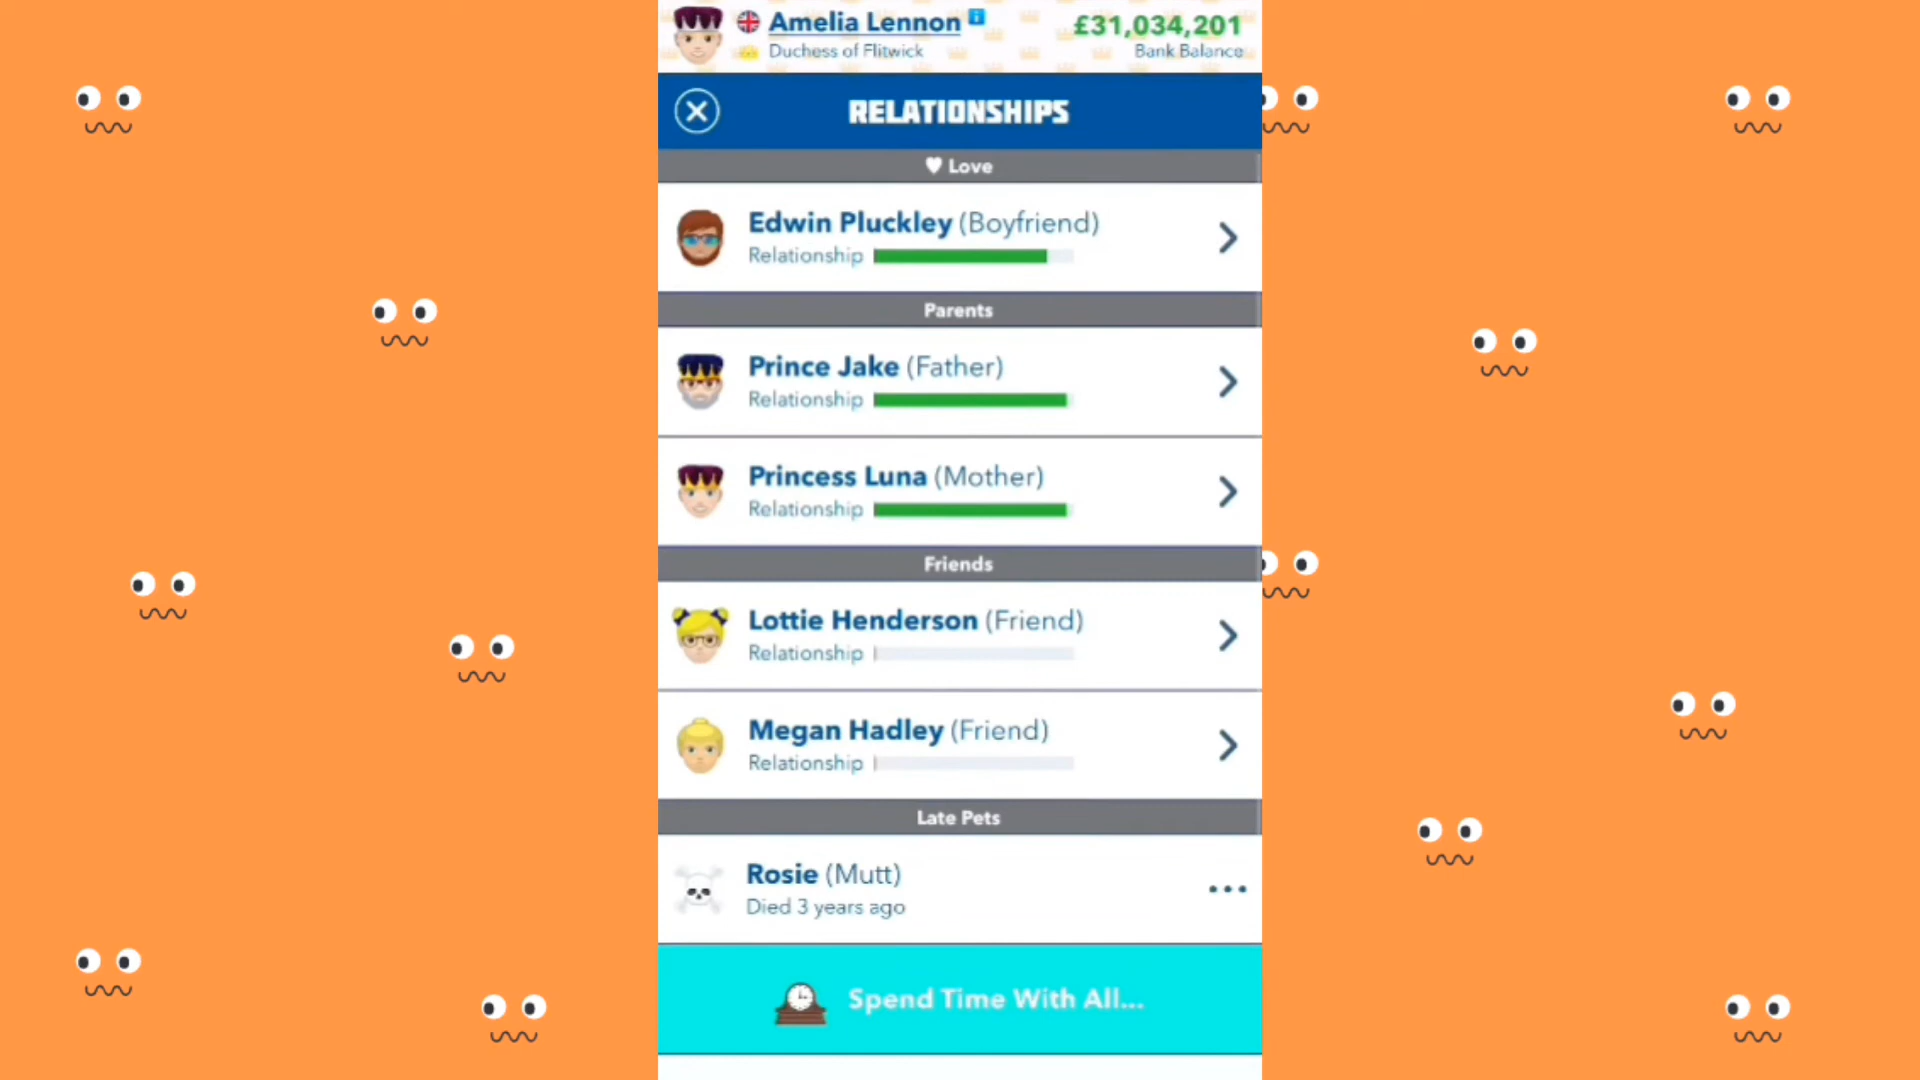 Amelia Lennon
£31,034,201
Duchess of Flitwick
Bank Balance
RELATIONSHIPS
Love
Edwin Pluckley (Boyfriend)
Relationship
Parents
Prince Jake (Father)
Relationship
Princess Luna (Mother)
Relationship
Friends
Lottie Henderson (Friend)
Relationship
Megan Hadley (Friend)
Relationship
Late Pets
Rosie (Mutt)
Died 3 years ago
Spend Time With All...